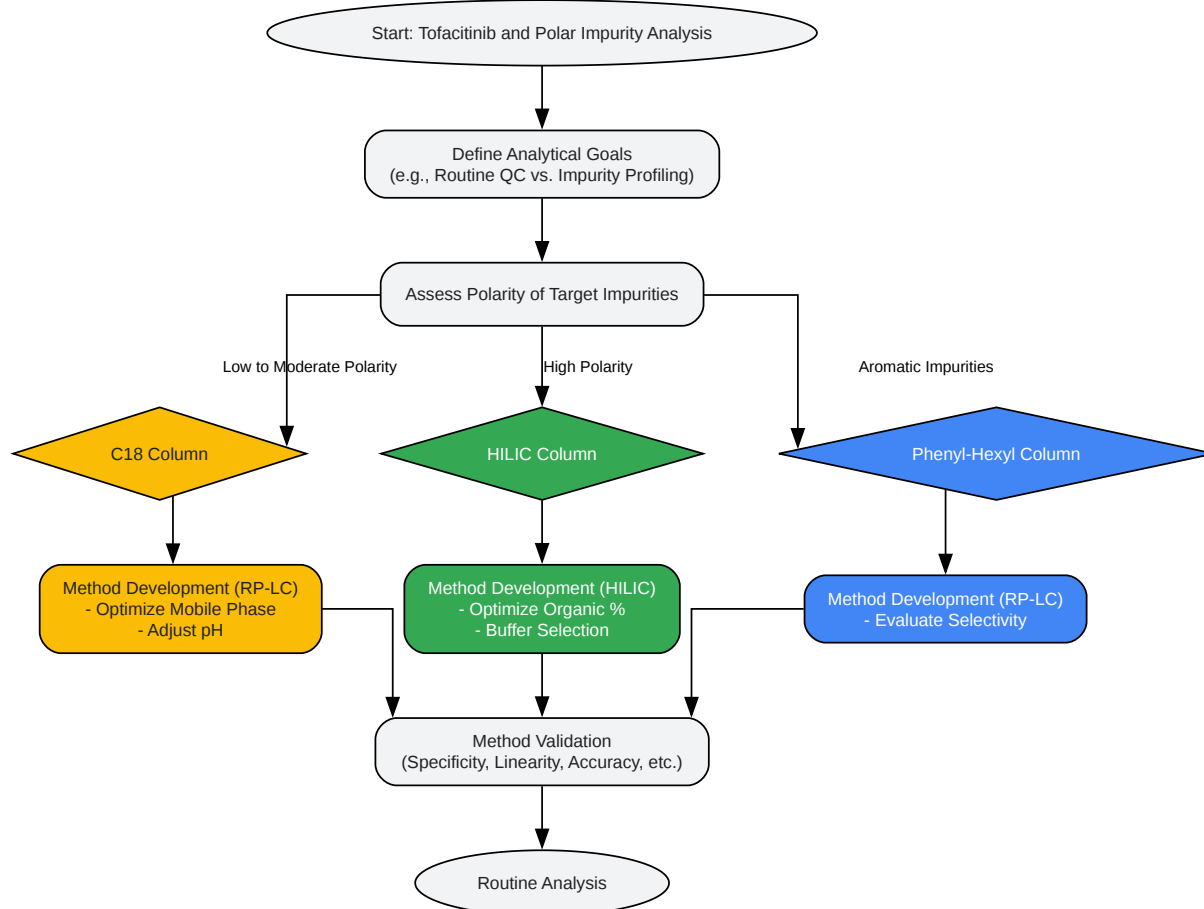 Start: Tofacitinib and Polar Impurity Analysis
Define Analytical Goals
(e.g., Routine QC vs. Impurity Profiling)
Assess Polarity of Target Impurities
Low to Moderate Polarity
High Polarity
Aromatic Impurities
C18 Column
HILIC Column
Phenyl-Hexyl Column
Method Development (RP-LC)
- Optimize Mobile Phase
- Adjust pH
Method Development (HILIC)
- Optimize Organic %
- Buffer Selection
Method Development (RP-LC)
- Evaluate Selectivity
Method Validation
(Specificity, Linearity, Accuracy, etc.)
Routine Analysis